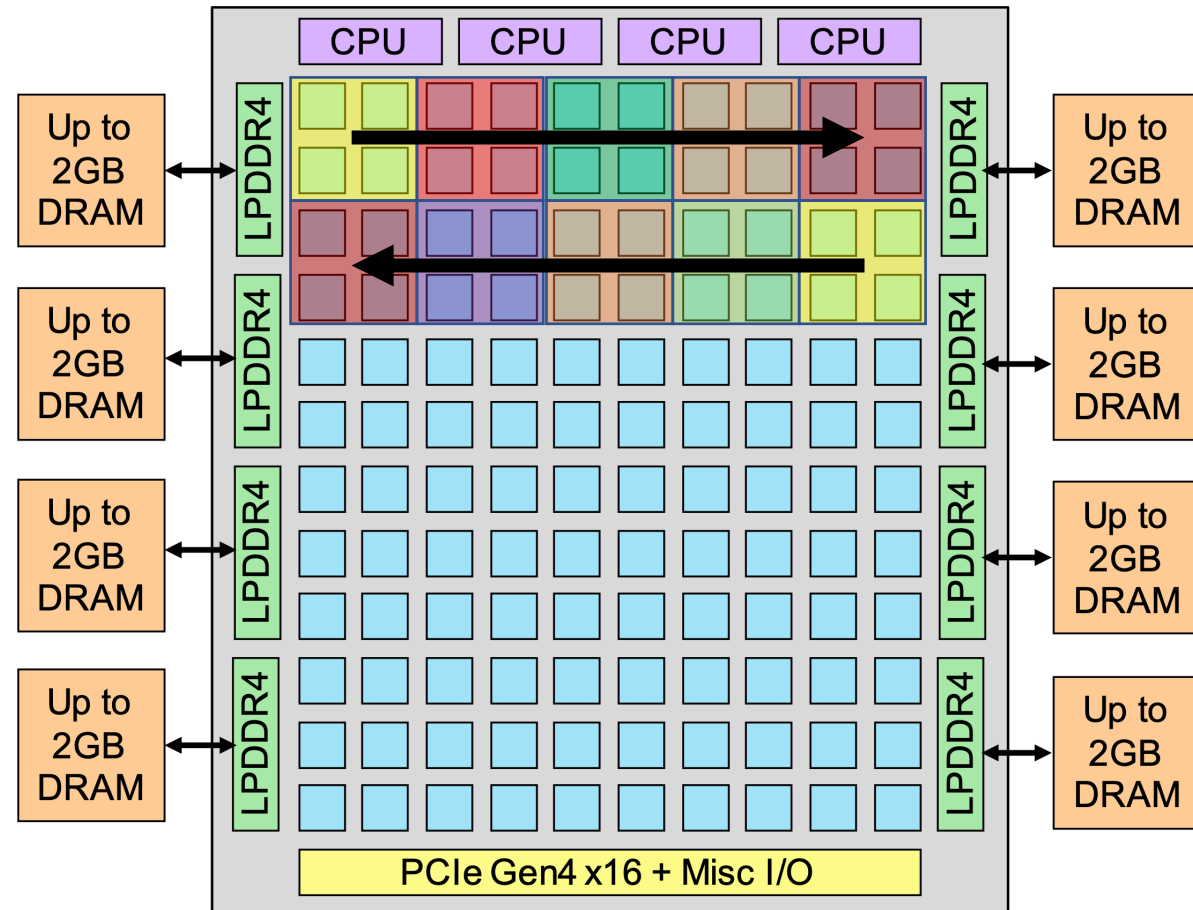 CPU CPU CPU CPU
LPDDR4
Up to
2GB
DRAM
LPDDR4
Up to
2GB
DRAM
LPDDR4
Up to
2GB
DRAM
LPDDR4
Up to
2GB
DRAM
LPDDR4
Up to
2GB
DRAM
LPDDR4
Up to
2GB
DRAM
LPDDR4
Up to
2GB
DRAM
LPDDR4
Up to
2GB
DRAM
PCIe Gen4 x16 + Misc I/O